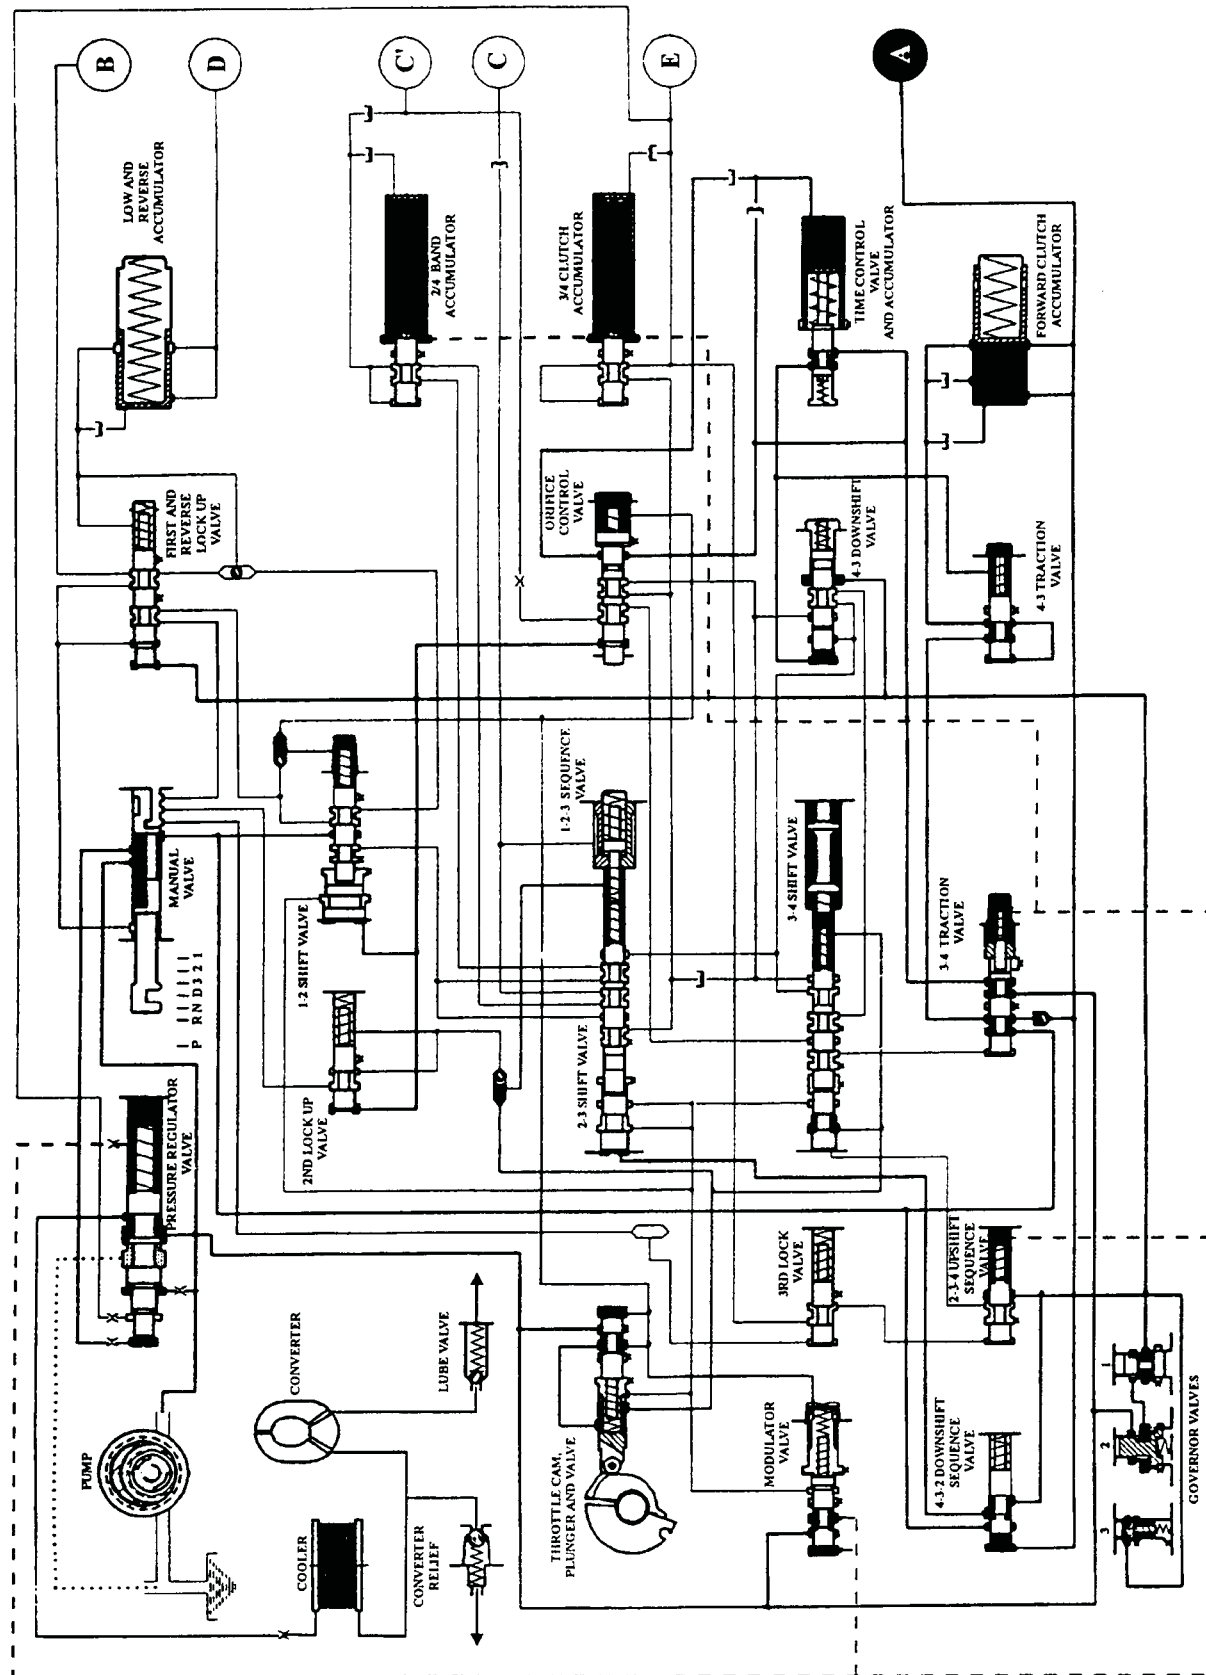 B
D
C'
C
E
A
LOW AND
REVERSE
ACCUMULATOR
2/4 BAND
ACCUMULATOR
3/4 CLUTCH
ACCUMULATOR
TIME CONTROL
VALVE
AND ACCUMULATOR
FORWARD CLUTCH
ACCUMULATOR
FIRST AND
REVERSE
LOCK UP
VALVE
ORIFICE
CONTROL
VALVE
4-3 DOWNSHIFT
VALVE
4-3 TRACTION
VALVE
MANUAL
VALVE
P R N D 3 2 1
1-2 SHIFT VALVE
2ND LOCK UP
VALVE
1-2-3 SEQUENCE
VALVE
2-3 SHIFT VALVE
3-4 SHIFT VALVE
3-4 TRACTION
VALVE
PRESSURE REGULATOR
VALVE
PUMP
CONVERTER
COOLER
CONVERTER
RELIEF
LUBE VALVE
THROTTLE CAM,
PLUNGER AND VALVE
3RD LOCK
VALVE
MODULATOR
VALVE
2-3-4 UPSHIFT
SEQUENCE
VALVE
4-3-2 DOWNSHIFT
SEQUENCE
VALVE
1
2
3
GOVERNOR VALVES